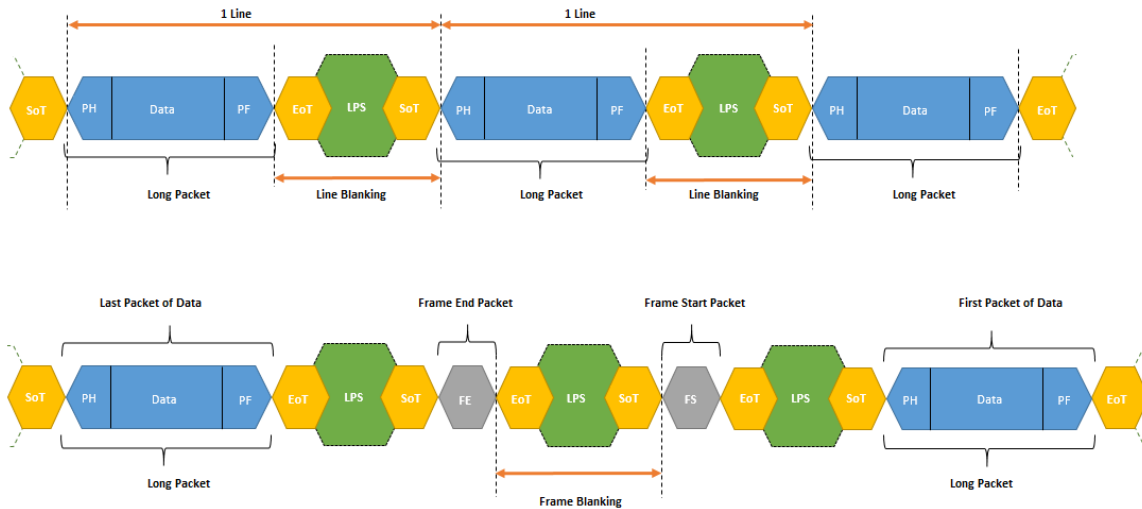 1 Line 1 Line
SoT PH Data PF EoT LPS SoT PH Data PF EoT LPS SoT PH Data PF EoT
Long Packet Line Blanking Long Packet Line Blanking Long Packet
Last Packet of Data Frame End Packet Frame Start Packet First Packet of Data
SoT PH Data PF EoT LPS SoT FE EoT LPS SoT FS EoT LPS SoT PH Data PF EoT
Long Packet Frame Blanking Long Packet